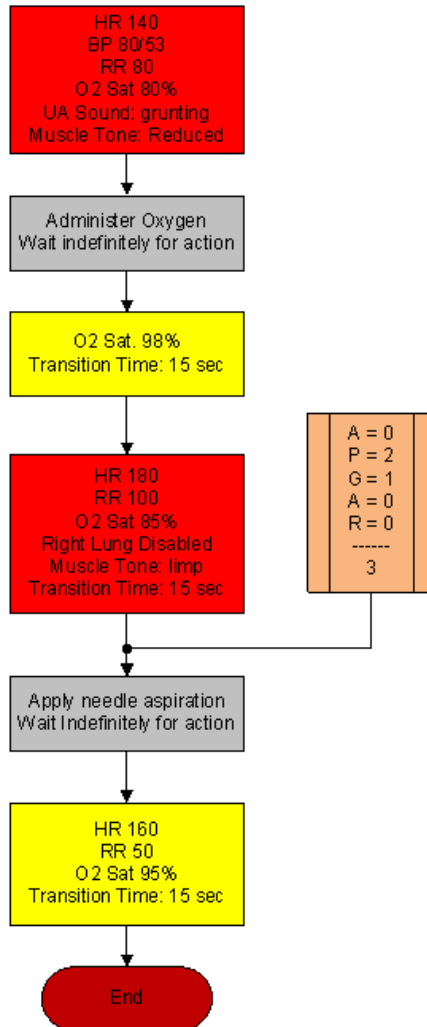 HR 140
BP 80/53
RR 80
O2 Sat 80%
UA Sound: grunting
Muscle Tone: Reduced
Administer Oxygen
Wait indefinitely for action
O2 Sat. 98%
Transition Time: 15 sec
HR 180
RR 100
O2 Sat 85%
Right Lung Disabled
Muscle Tone: limp
Transition Time: 15 sec
A = 0
P = 2
G = 1
A = 0
R = 0
------
3
Apply needle aspiration
Wait Indefinitely for action
HR 160
RR 50
O2 Sat 95%
Transition Time: 15 sec
End